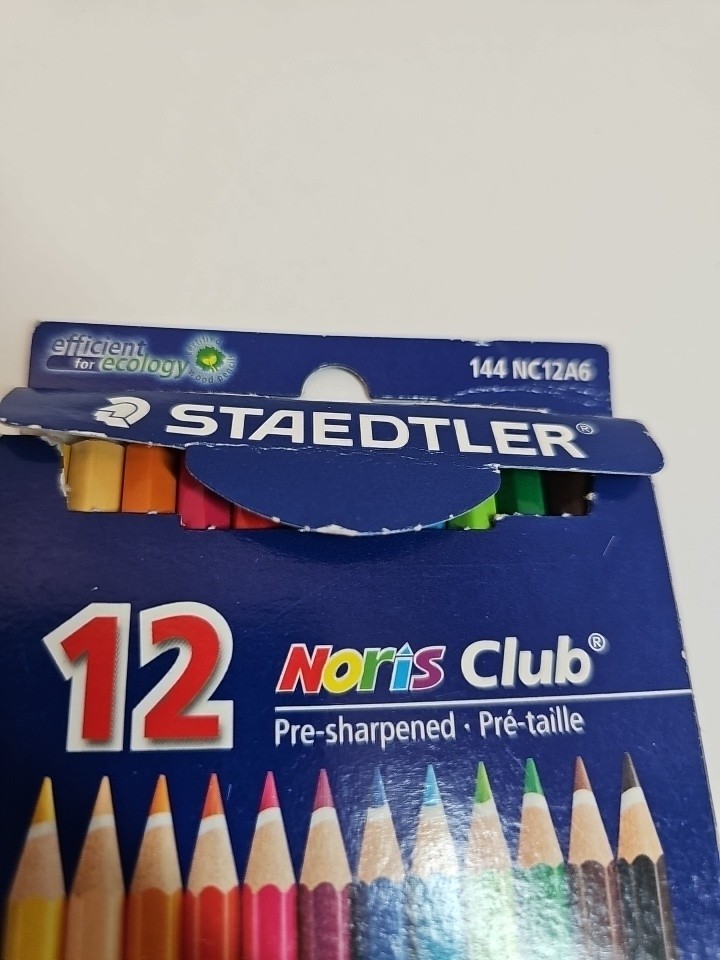 efficient
for ecology
144 NC12A6
STAEDTLER®
12
Noris Club®
Pre-sharpened · Pré-taille